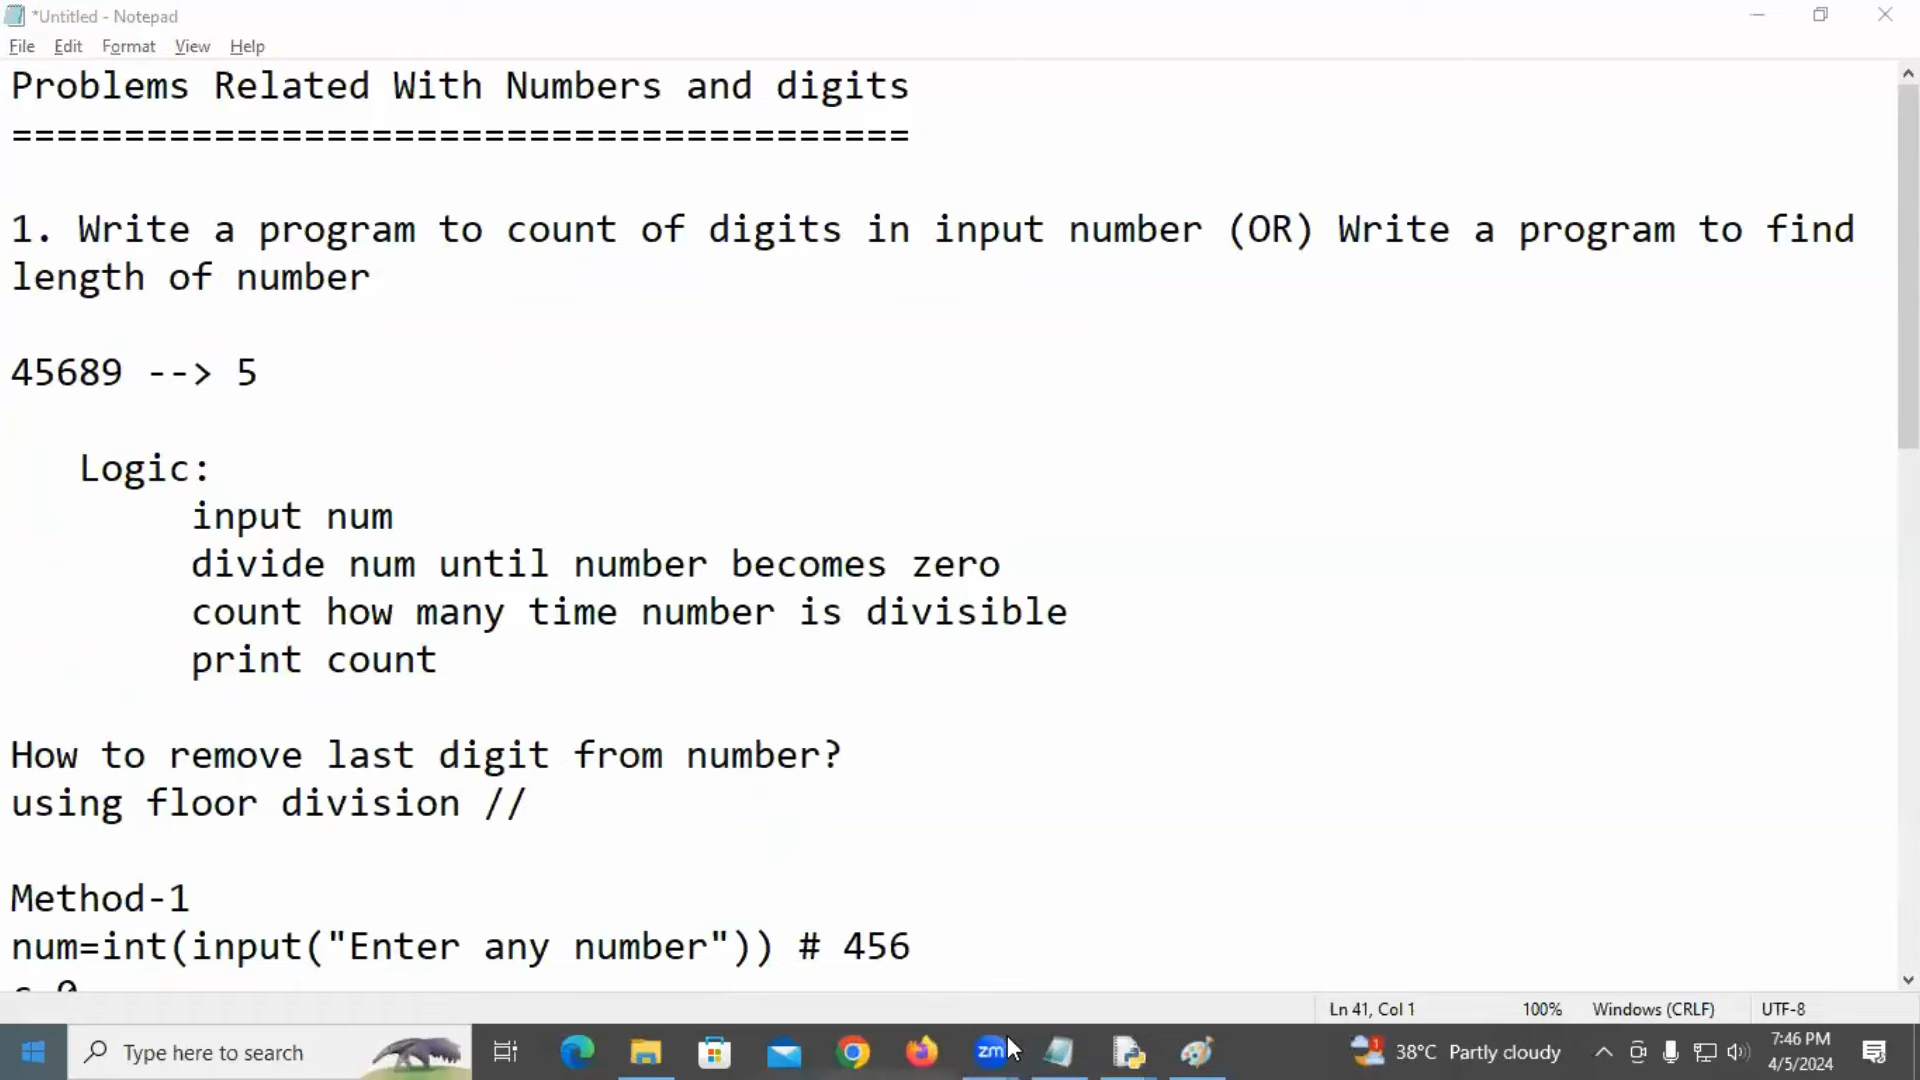 *Untitled - Notepad
File Edit Format View Help
Problems Related With Numbers and digits
========================================
1. Write a program to count of digits in input number (OR) Write a program to find
length of number
45689 --> 5
Logic:
input num
divide num until number becomes zero
count how many time number is divisible
print count
How to remove last digit from number?
using floor division //
Method-1
num=int(input("Enter any number")) # 456
Ln 41, Col 1 100% Windows (CRLF) UTF-8
Type here to search zm 1 38°C Partly cloudy 7:46 PM
4/5/2024